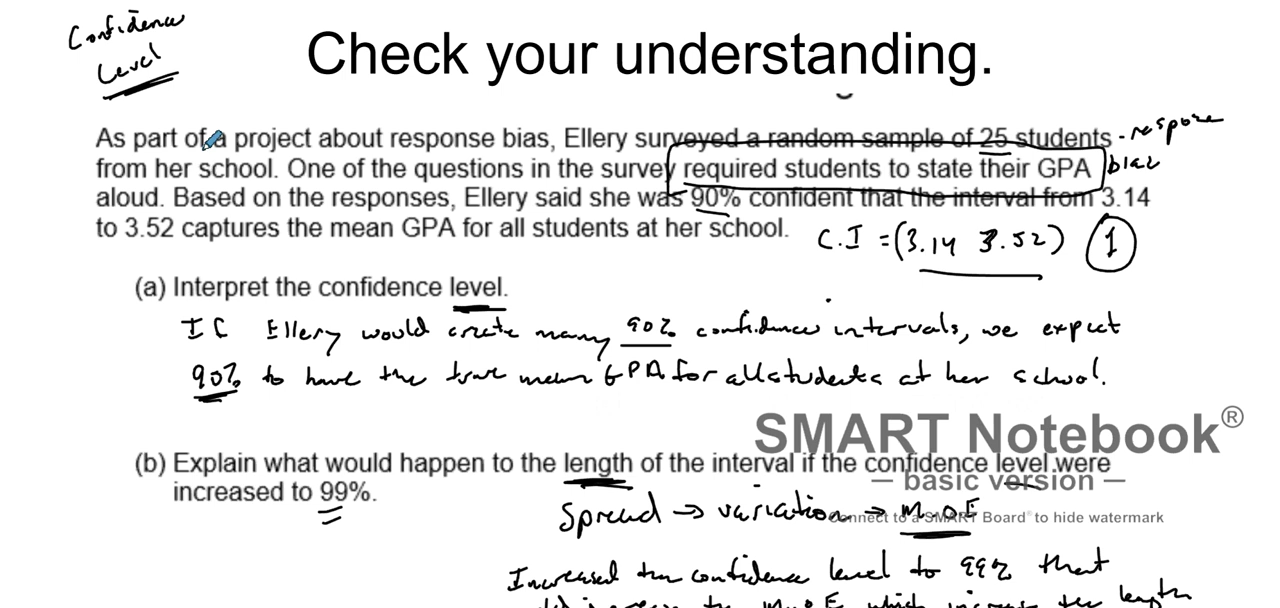 Confidence
Level
Check your understanding.
As part of a project about response bias, Ellery surveyed a random sample of 25 students - respone
from her school. One of the questions in the survey required students to state their GPA bias
aloud. Based on the responses, Ellery said she was 90% confident that the interval from 3.14
to 3.52 captures the mean GPA for all students at her school.
C.I = (3.14 3.52) 1
(a) Interpret the confidence level.
If Ellery would create many 90% confidence intervals, we expect
90% to have the true mean GPA for all students at her school.
SMART Notebook®
(b) Explain what would happen to the length of the interval if the confidence level were
— basic version —
increased to 99%.
Spread → variation → M.O.E
Connect to a SMART Board® to hide watermark
Increased the confidence level to 99% that
increase the M.O.E which increase the length